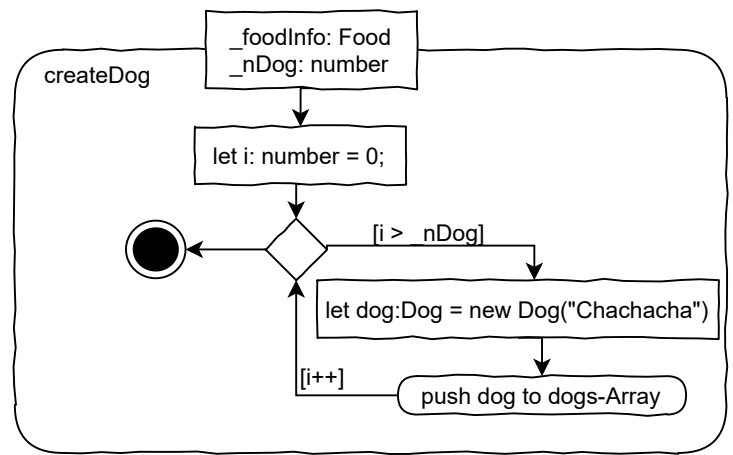 _foodInfo: Food
_nDog: number
createDog
let i: number = 0;
[i > _nDog]
let dog:Dog = new Dog("Chachacha")
[i++]
push dog to dogs-Array